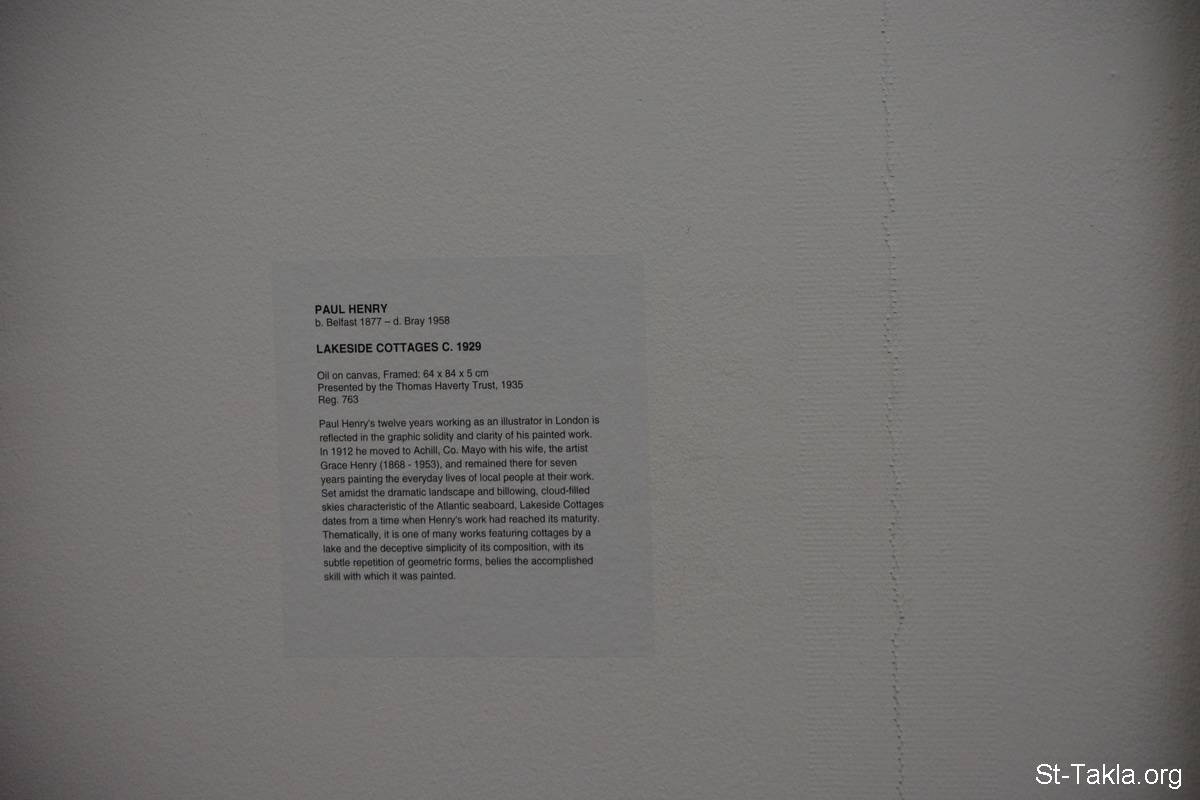 PAUL HENRY
b. Belfast 1877 – d. Bray 1958
LAKESIDE COTTAGES C. 1929
Oil on canvas, Framed: 64 x 84 x 5 cm
Presented by the Thomas Haverty Trust, 1935
Reg. 763
Paul Henry's twelve years working as an illustrator in London is
reflected in the graphic solidity and clarity of his painted work.
In 1912 he moved to Achill, Co. Mayo with his wife, the artist
Grace Henry (1868 - 1953), and remained there for seven
years painting the everyday lives of local people at their work.
Set amidst the dramatic landscape and billowing, cloud-filled
skies characteristic of the Atlantic seaboard, Lakeside Cottages
dates from a time when Henry's work had reached its maturity.
Thematically, it is one of many works featuring cottages by a
lake and the deceptive simplicity of its composition, with its
subtle repetition of geometric forms, belies the accomplished
skill with which it was painted.
St-Takla.org